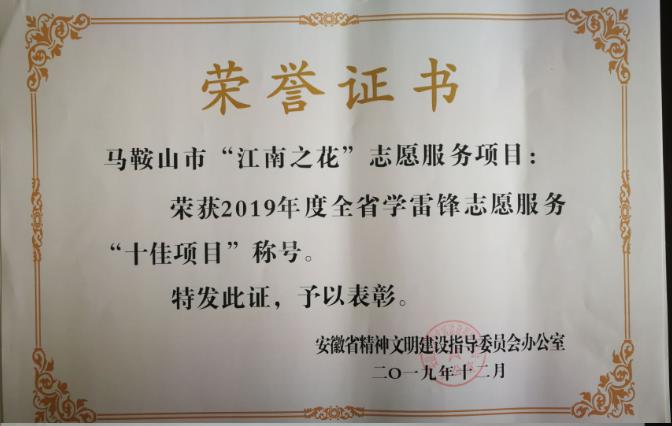 荣誉证书
马鞍山市“江南之花”志愿服务项目：
荣获2019年度全省学雷锋志愿服务
“十佳项目”称号。
特发此证，予以表彰。
安徽省精神文明建设指导委员会办公室
二〇一九年十二月